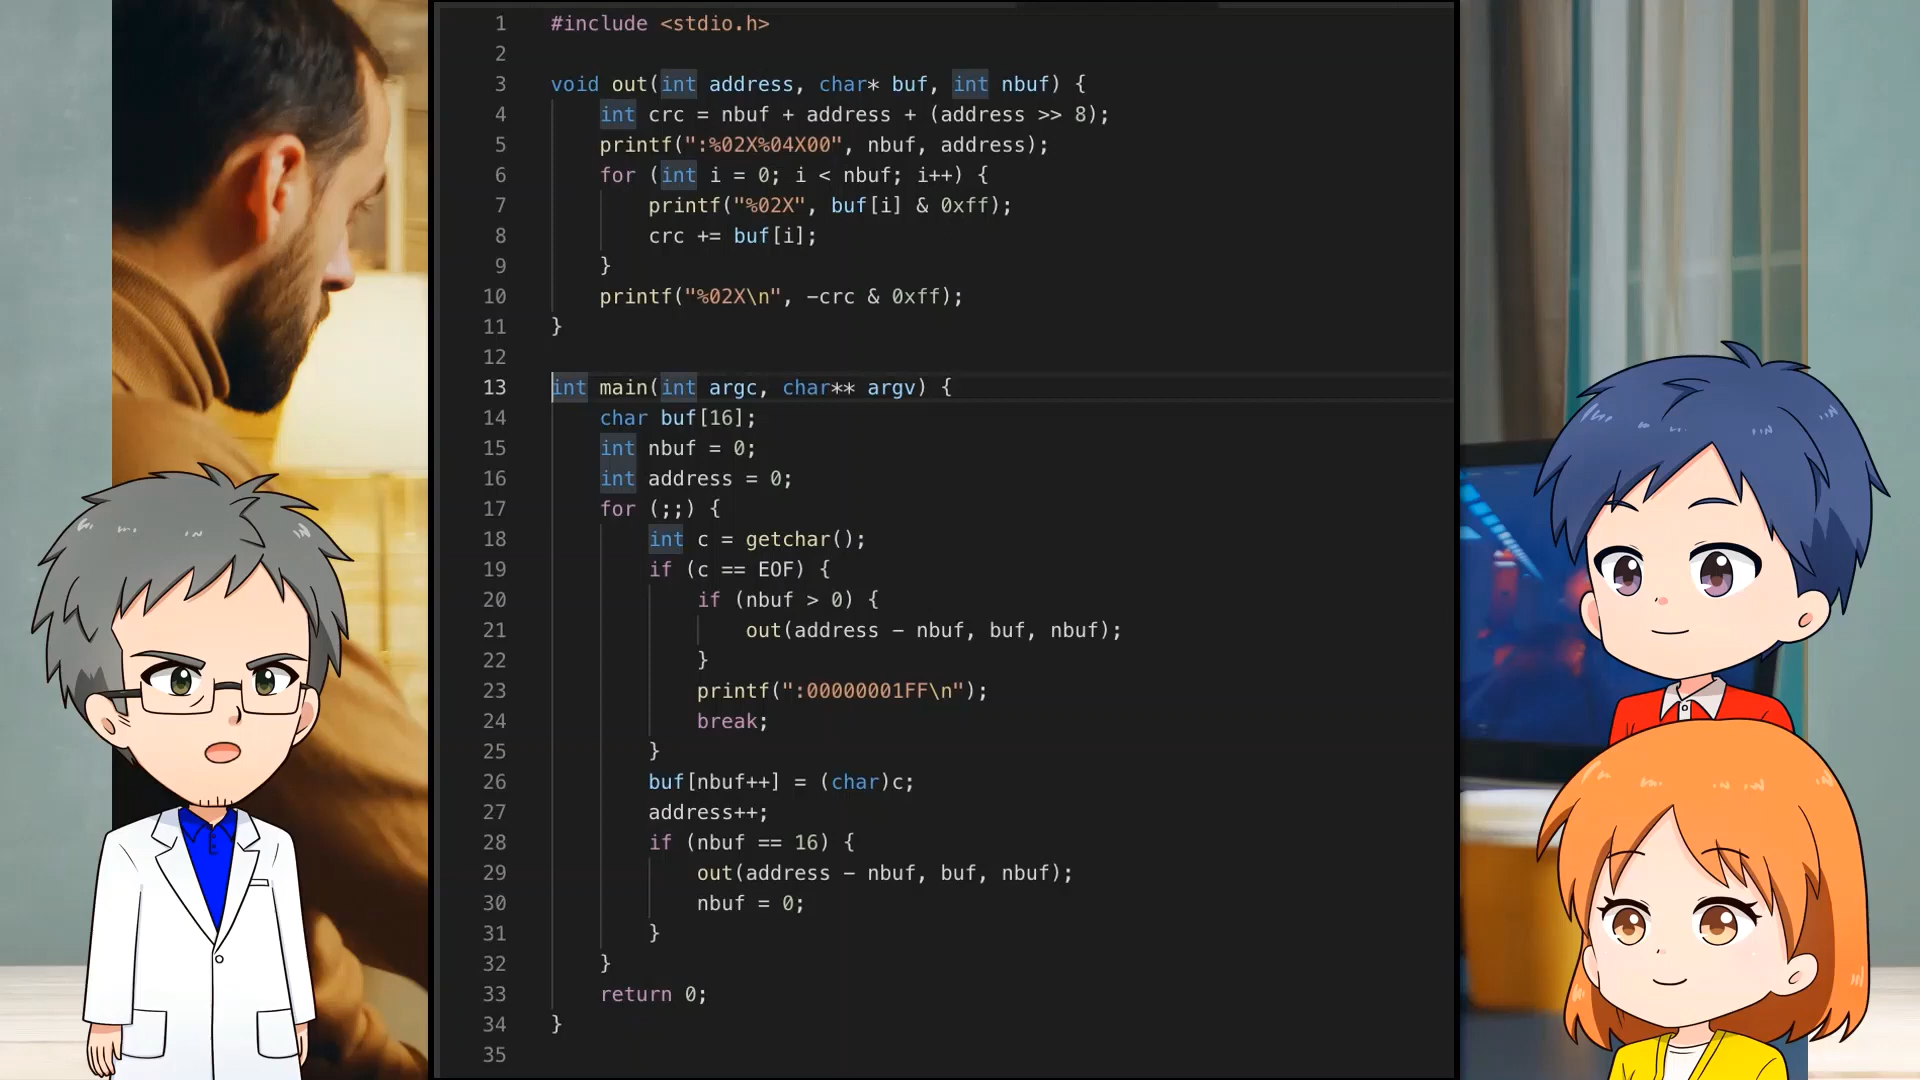 1 #include <stdio.h>
2
3 void out(int address, char* buf, int nbuf) {
4     int crc = nbuf + address + (address >> 8);
5     printf(":%02X%04X00", nbuf, address);
6     for (int i = 0; i < nbuf; i++) {
7         printf("%02X", buf[i] & 0xff);
8         crc += buf[i];
9     }
10     printf("%02X\n", -crc & 0xff);
11 }
12
13 int main(int argc, char** argv) {
14     char buf[16];
15     int nbuf = 0;
16     int address = 0;
17     for (;;) {
18         int c = getchar();
19         if (c == EOF) {
20             if (nbuf > 0) {
21                 out(address - nbuf, buf, nbuf);
22             }
23             printf(":00000001FF\n");
24             break;
25         }
26         buf[nbuf++] = (char)c;
27         address++;
28         if (nbuf == 16) {
29             out(address - nbuf, buf, nbuf);
30             nbuf = 0;
31         }
32     }
33     return 0;
34 }
35